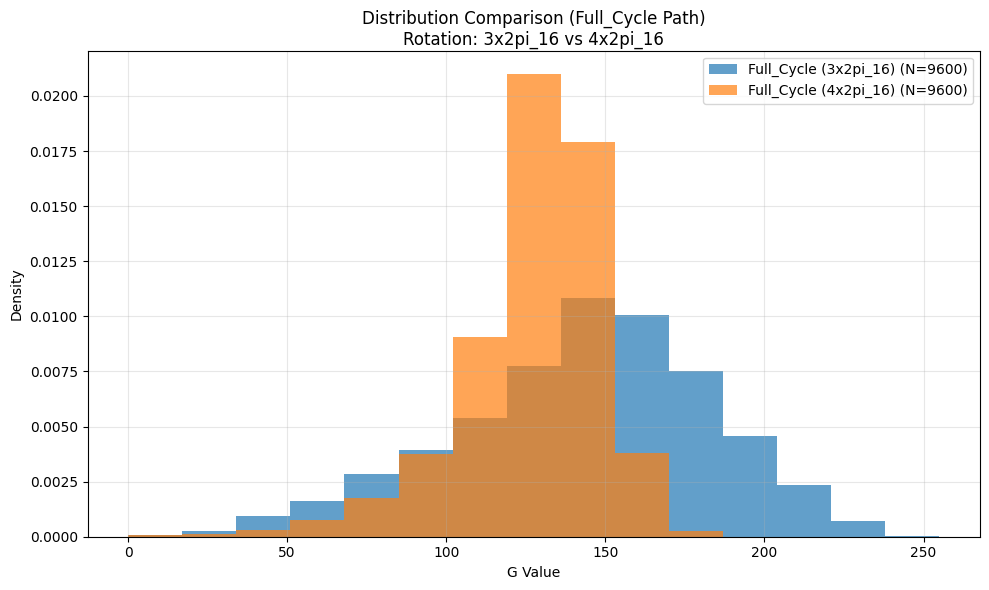 Distribution Comparison (Full_Cycle Path)
Rotation: 3x2pi_16 vs 4x2pi_16
Full_Cycle (3x2pi_16) (N=9600)
Full_Cycle (4x2pi_16) (N=9600)
Density
0.0200
0.0175
0.0150
0.0125
0.0100
0.0075
0.0050
0.0025
0.0000
0 50 100 150 200 250
G Value